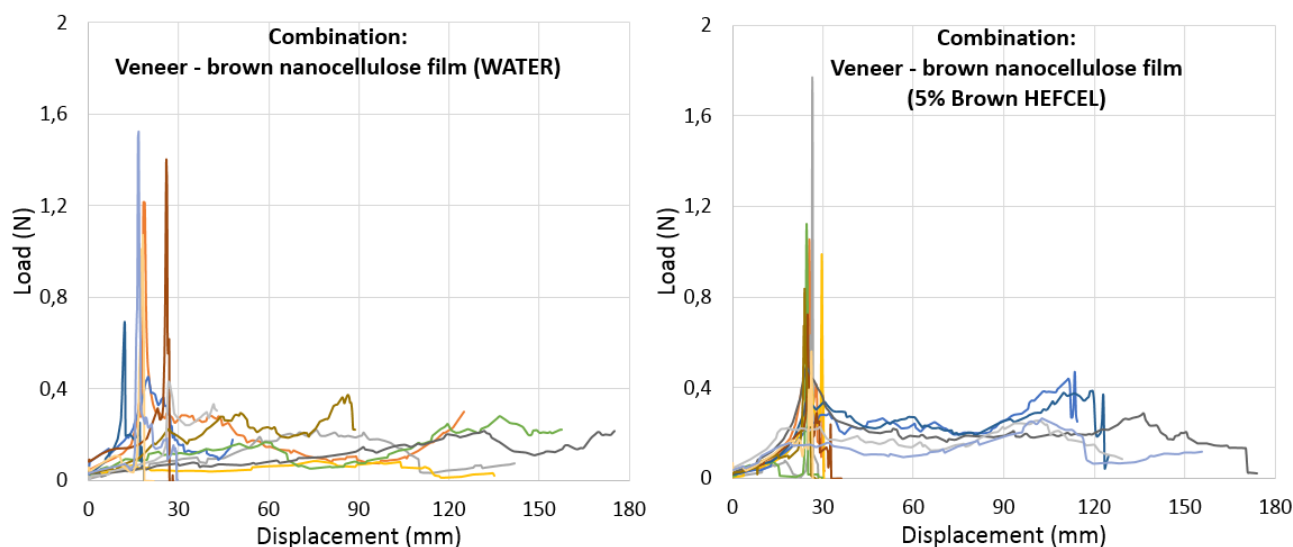 Combination:
Veneer - brown nanocellulose film (WATER)
Load (N)
2
1,6
1,2
0,8
0,4
0
0 30 60 90 120 150 180
Displacement (mm)
Combination:
Veneer - brown nanocellulose film
(5% Brown HEFCEL)
Load (N)
2
1,6
1,2
0,8
0,4
0
0 30 60 90 120 150 180
Displacement (mm)